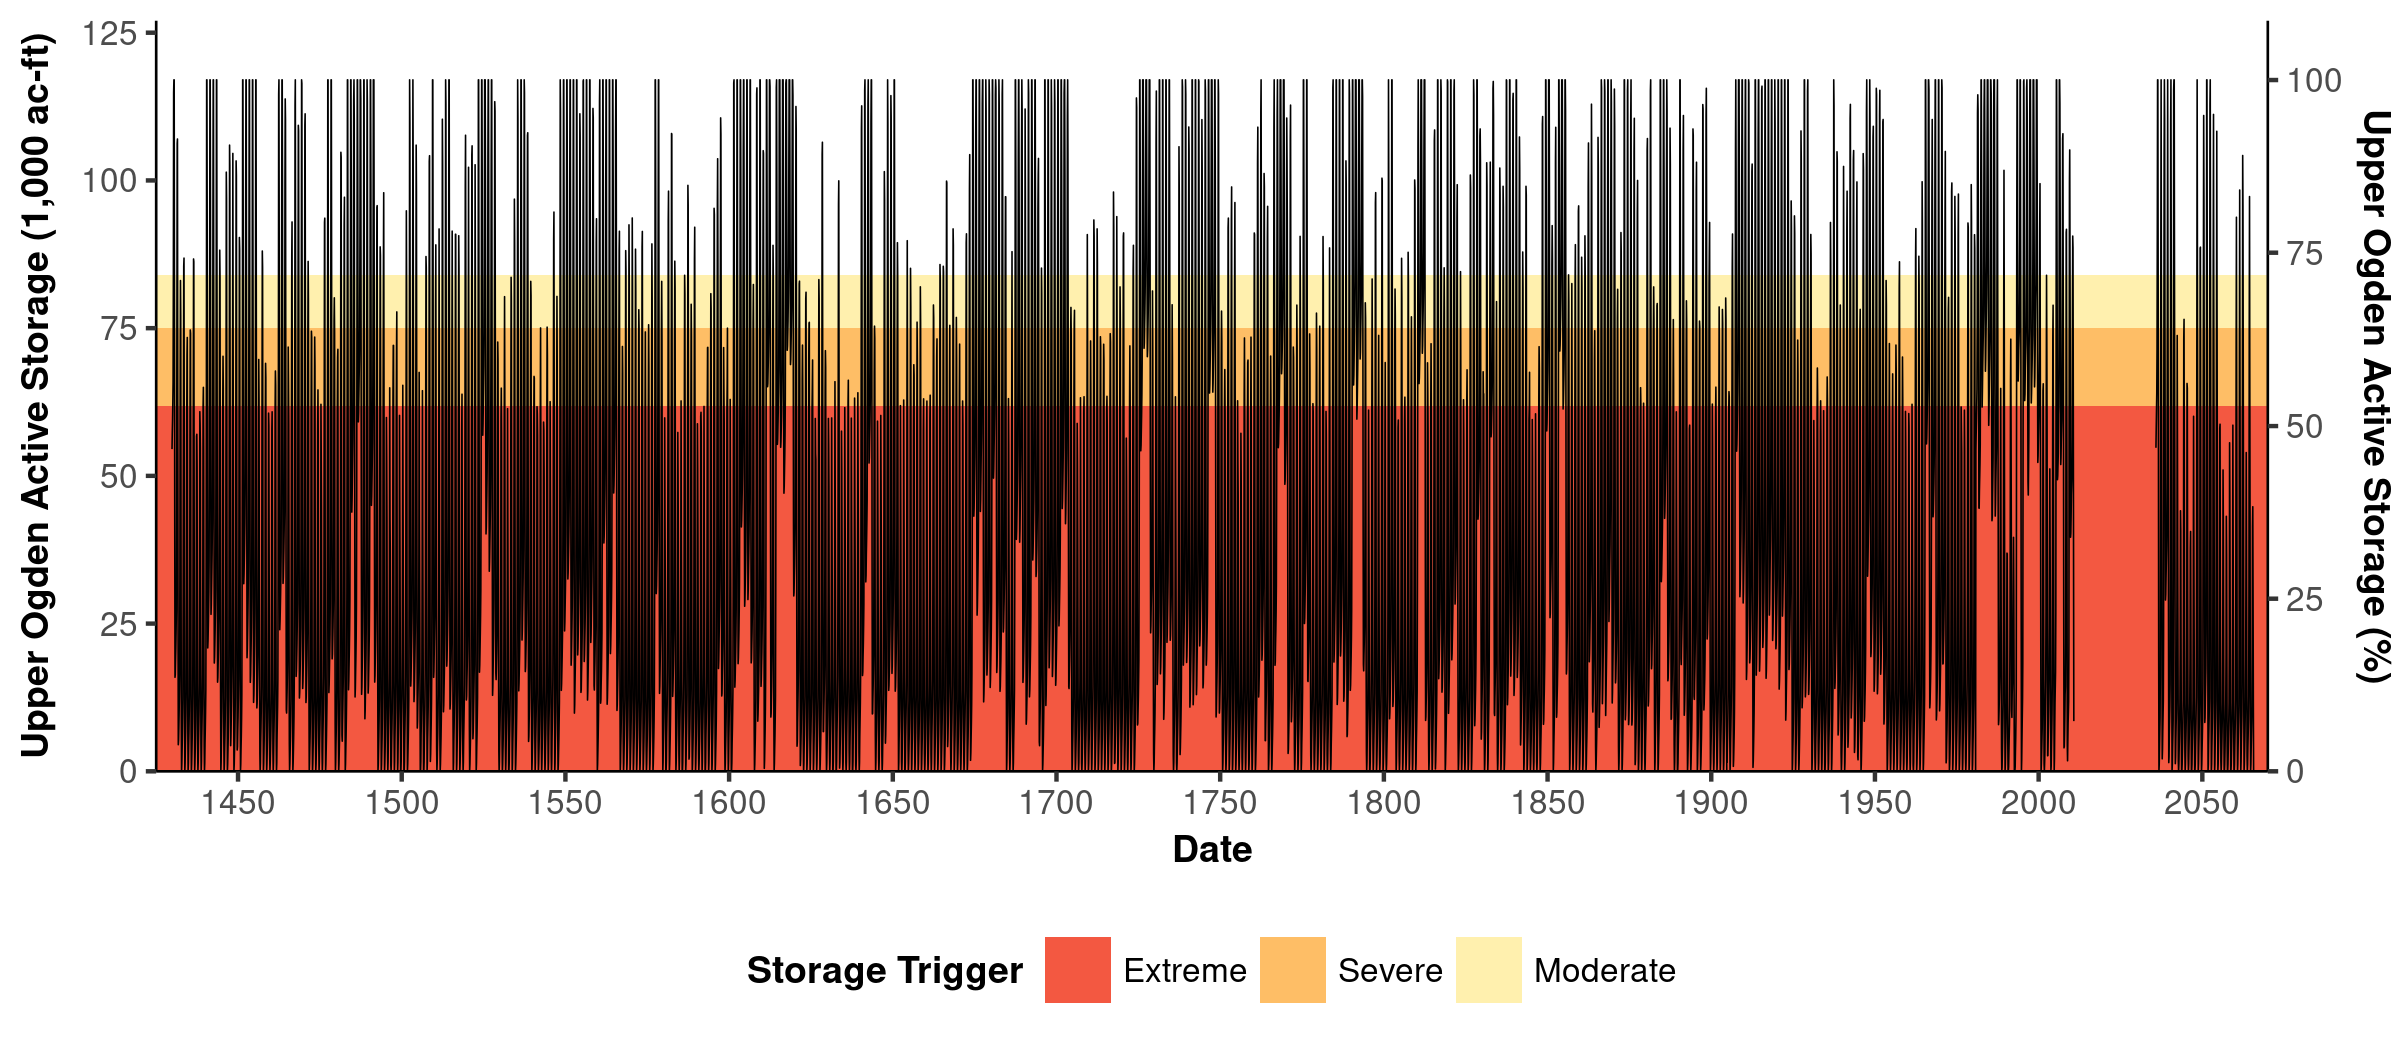 Upper Ogden Active Storage (1,000 ac-ft)
125
100
75
50
25
0
100
75
50
25
0
Upper Ogden Active Storage (%)
1450 1500 1550 1600 1650 1700 1750 1800 1850 1900 1950 2000 2050
Date
Storage Trigger Extreme Severe Moderate